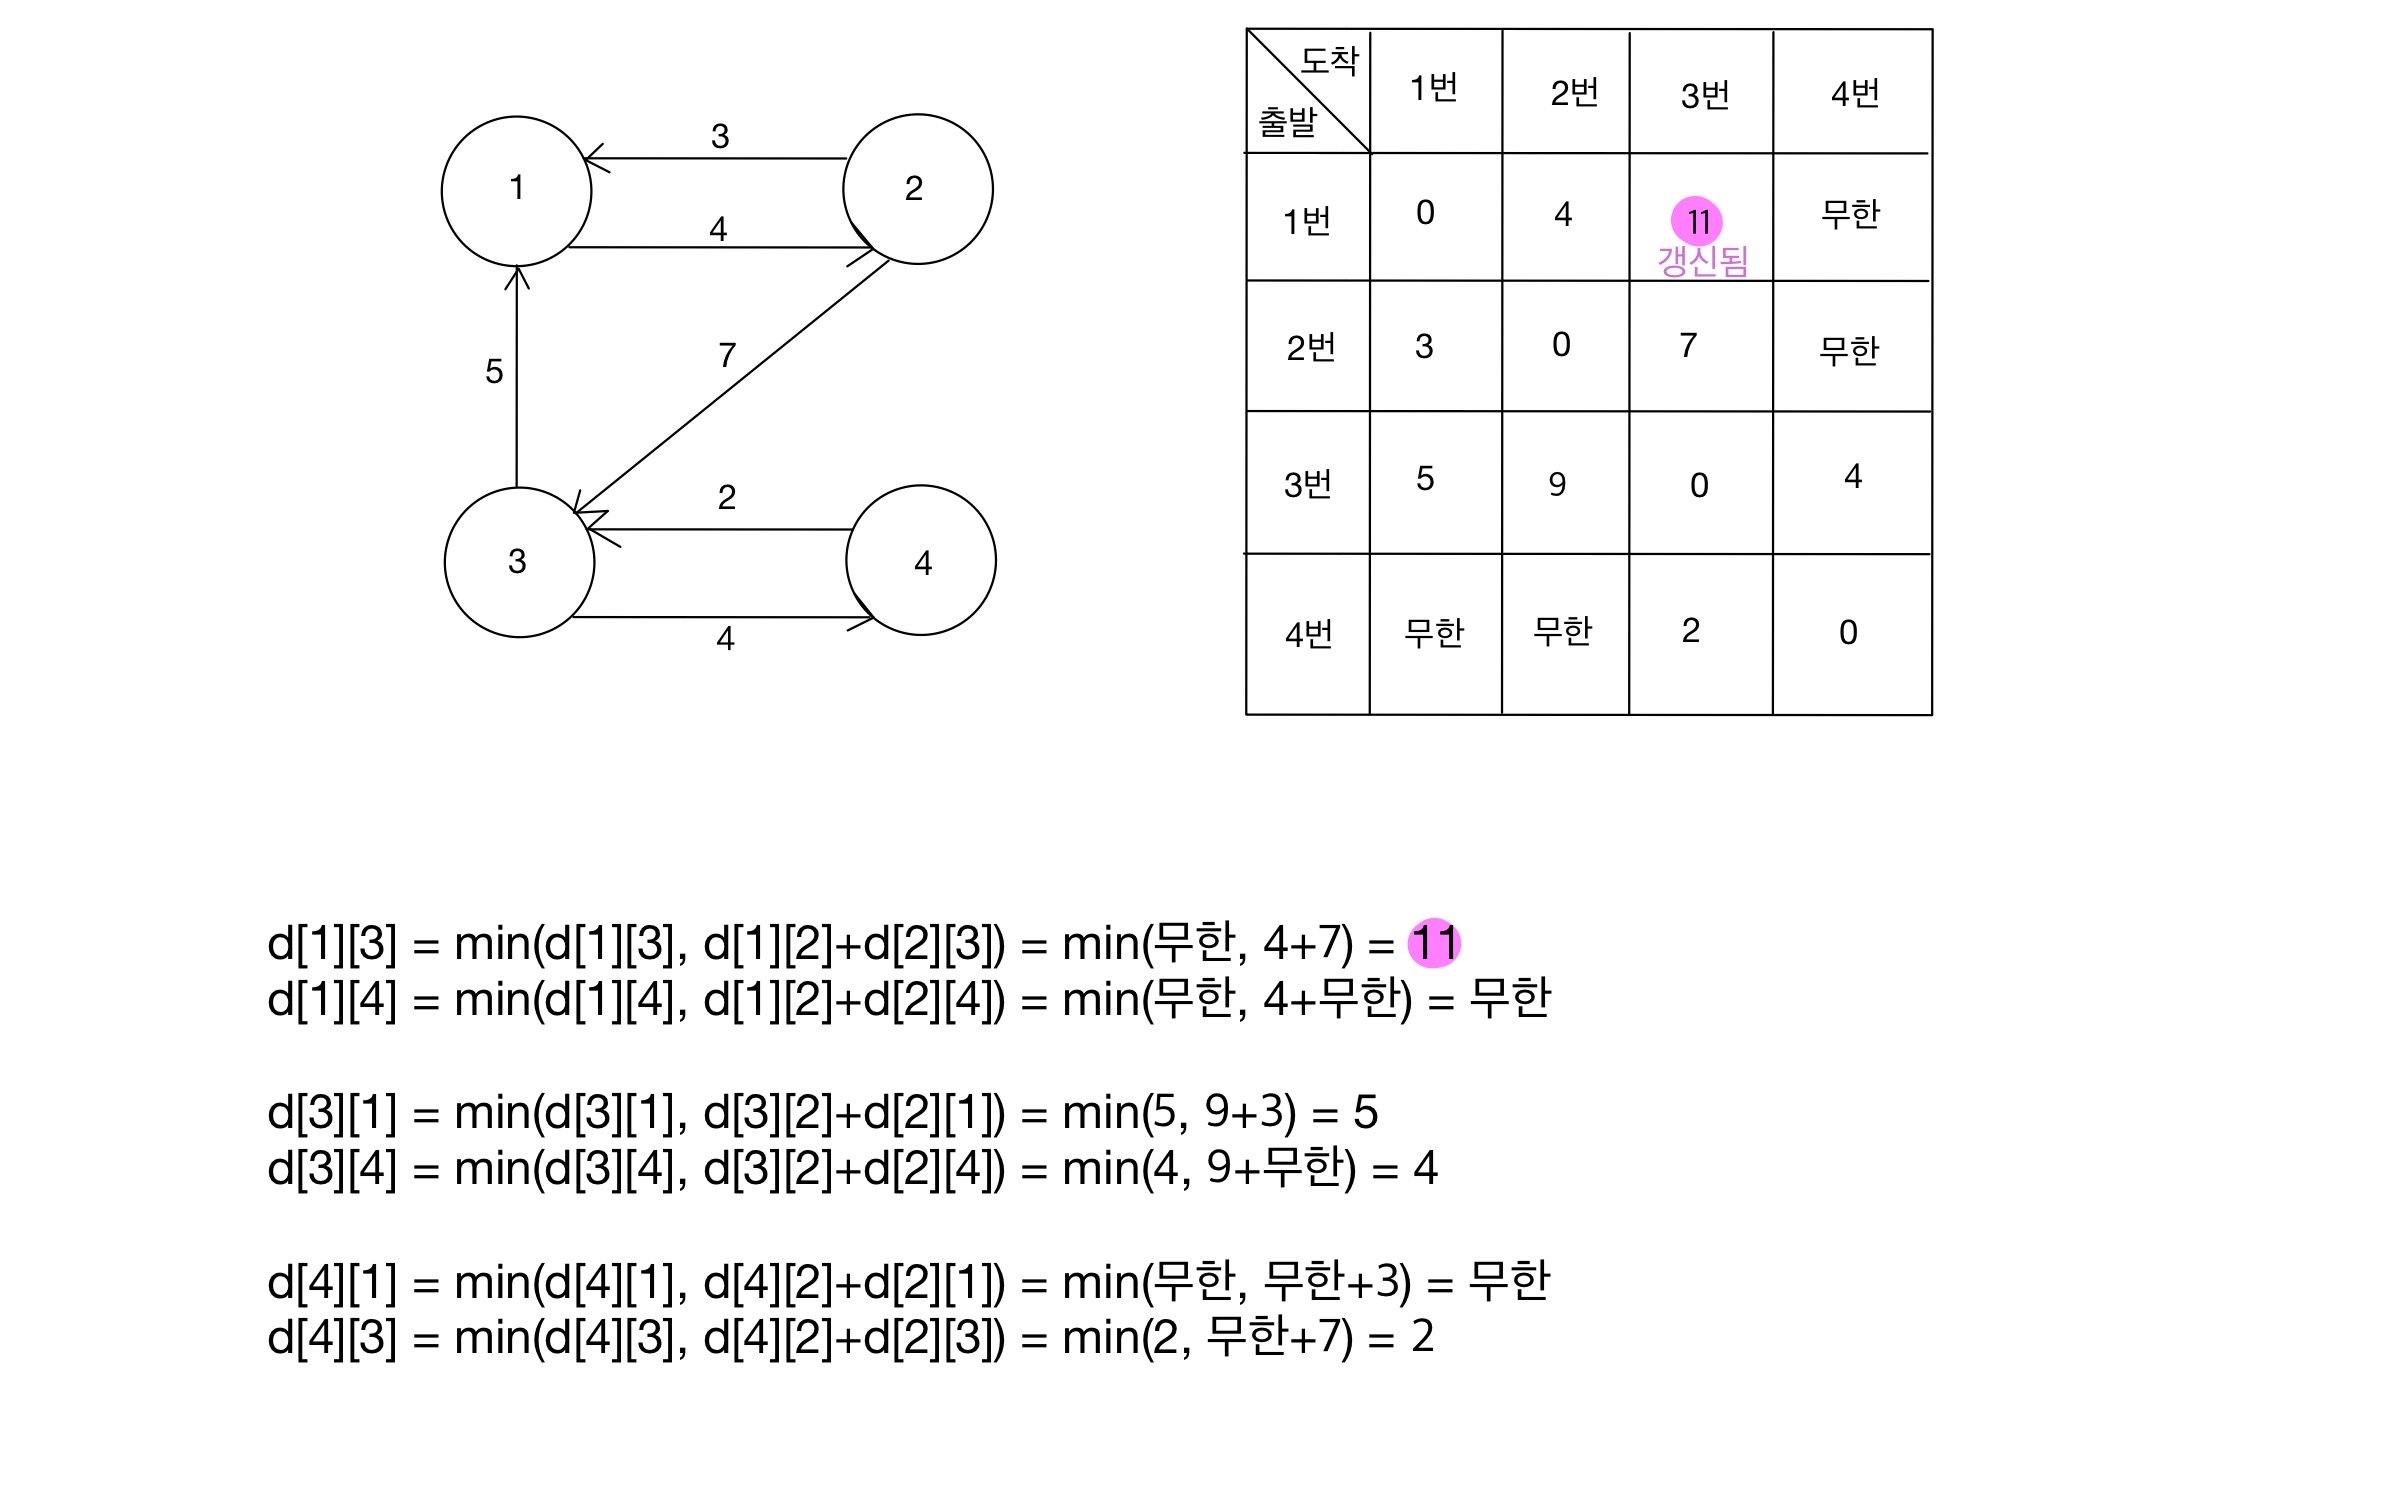 3
1
2
4
7
5
2
3
4
4
도착
출발
1번 2번 3번 4번
1번 0 4 11 무한
갱신됨
2번 3 0 7 무한
3번 5 9 0 4
4번 무한 무한 2 0
d[1][3] = min(d[1][3], d[1][2]+d[2][3]) = min(무한, 4+7) = 11
d[1][4] = min(d[1][4], d[1][2]+d[2][4]) = min(무한, 4+무한) = 무한
d[3][1] = min(d[3][1], d[3][2]+d[2][1]) = min(5, 9+3) = 5
d[3][4] = min(d[3][4], d[3][2]+d[2][4]) = min(4, 9+무한) = 4
d[4][1] = min(d[4][1], d[4][2]+d[2][1]) = min(무한, 무한+3) = 무한
d[4][3] = min(d[4][3], d[4][2]+d[2][3]) = min(2, 무한+7) = 2